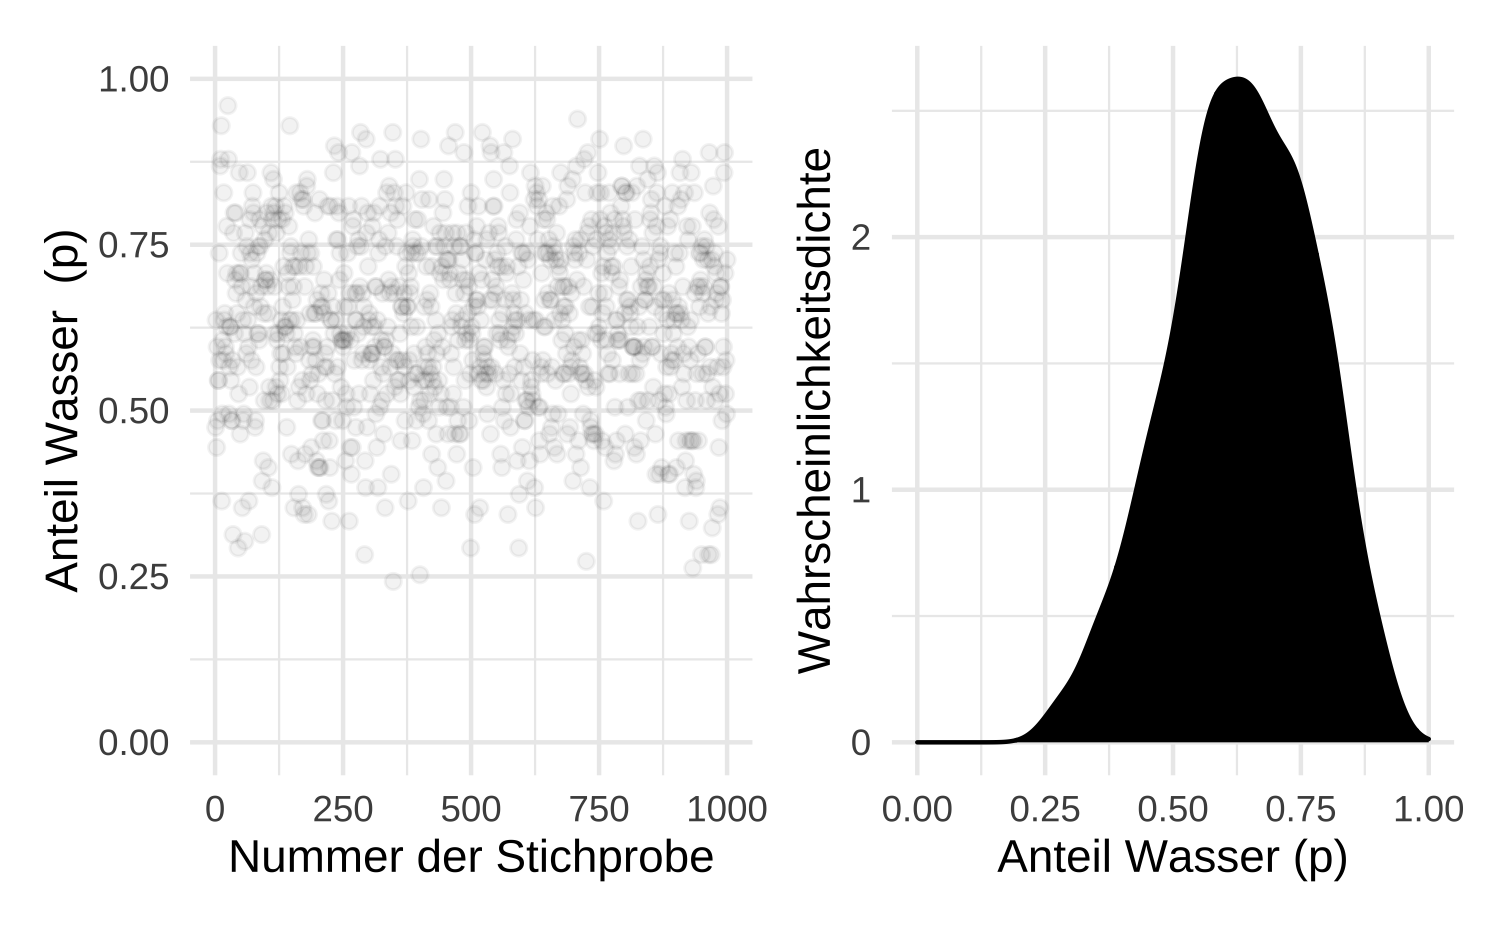 1.00
0.75
0.50
0.25
0.00
Anteil Wasser  (p)
0 250 500 750 1000
Nummer der Stichprobe
2
1
0
Wahrscheinlichkeitsdichte
0.00 0.25 0.50 0.75 1.00
Anteil Wasser (p)